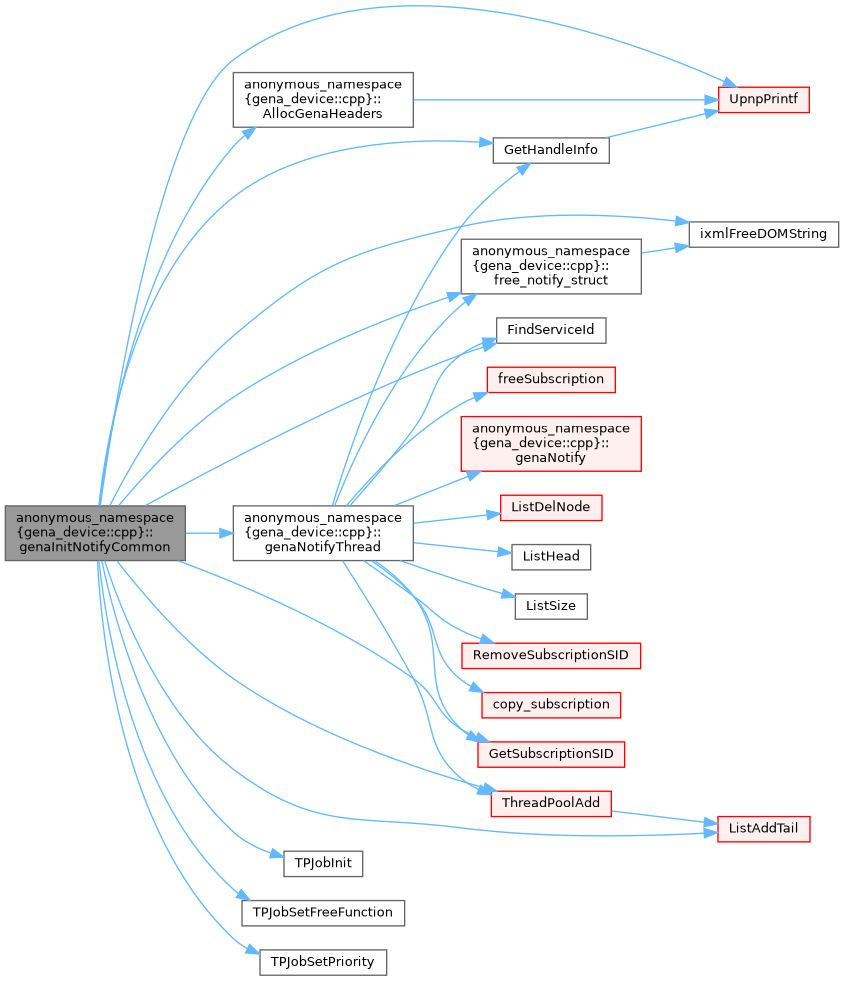 anonymous_namespace
{gena_device::cpp}::
AllocGenaHeaders
UpnpPrintf
GetHandleInfo
ixmlFreeDOMString
anonymous_namespace
{gena_device::cpp}::
free_notify_struct
FindServiceId
freeSubscription
anonymous_namespace
{gena_device::cpp}::
genaNotify
anonymous_namespace
{gena_device::cpp}::
genaInitNotifyCommon
anonymous_namespace
{gena_device::cpp}::
genaNotifyThread
ListDelNode
ListHead
ListSize
RemoveSubscriptionSID
copy_subscription
GetSubscriptionSID
ThreadPoolAdd
ListAddTail
TPJobInit
TPJobSetFreeFunction
TPJobSetPriority